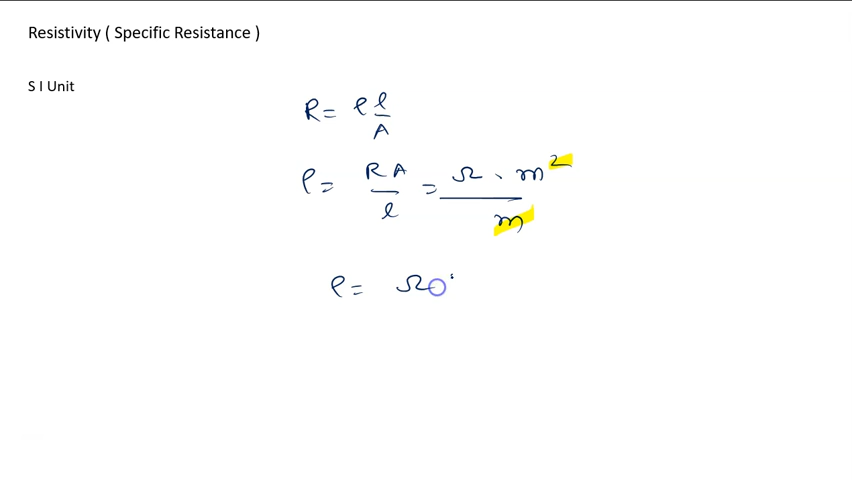 Resistivity ( Specific Resistance )
S I Unit
R = ρ l/A
ρ = RA/l = Ω · m²/m
ρ = Ω ·